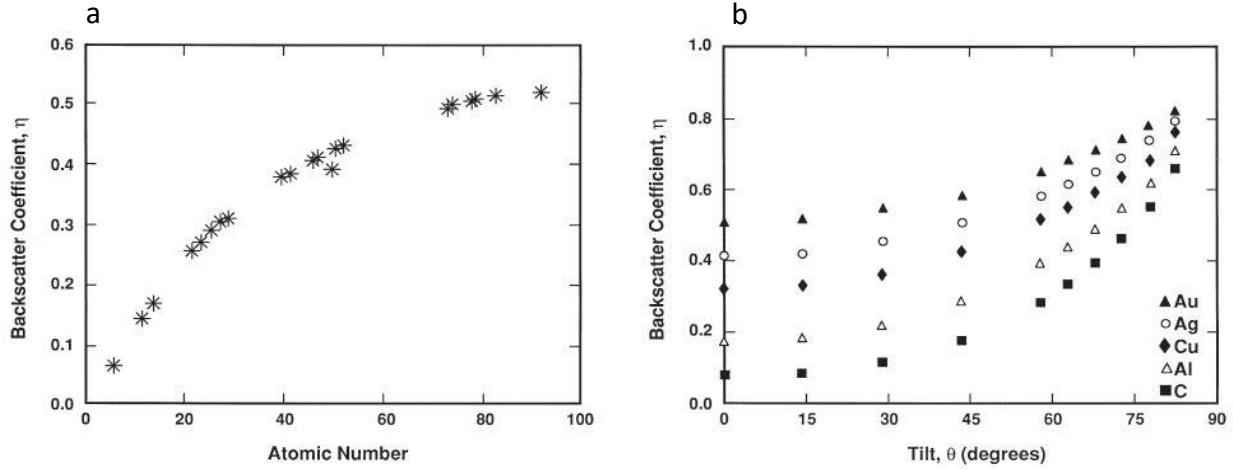 a
Backscatter Coefficient, η
0.6
0.5
0.4
0.3
0.2
0.1
0.0
0 20 40 60 80 100
Atomic Number
b
Backscatter Coefficient, η
1.0
0.8
0.6
0.4
0.2
0.0
Au
Ag
Cu
Al
C
0 15 30 45 60 75 90
Tilt, θ (degrees)